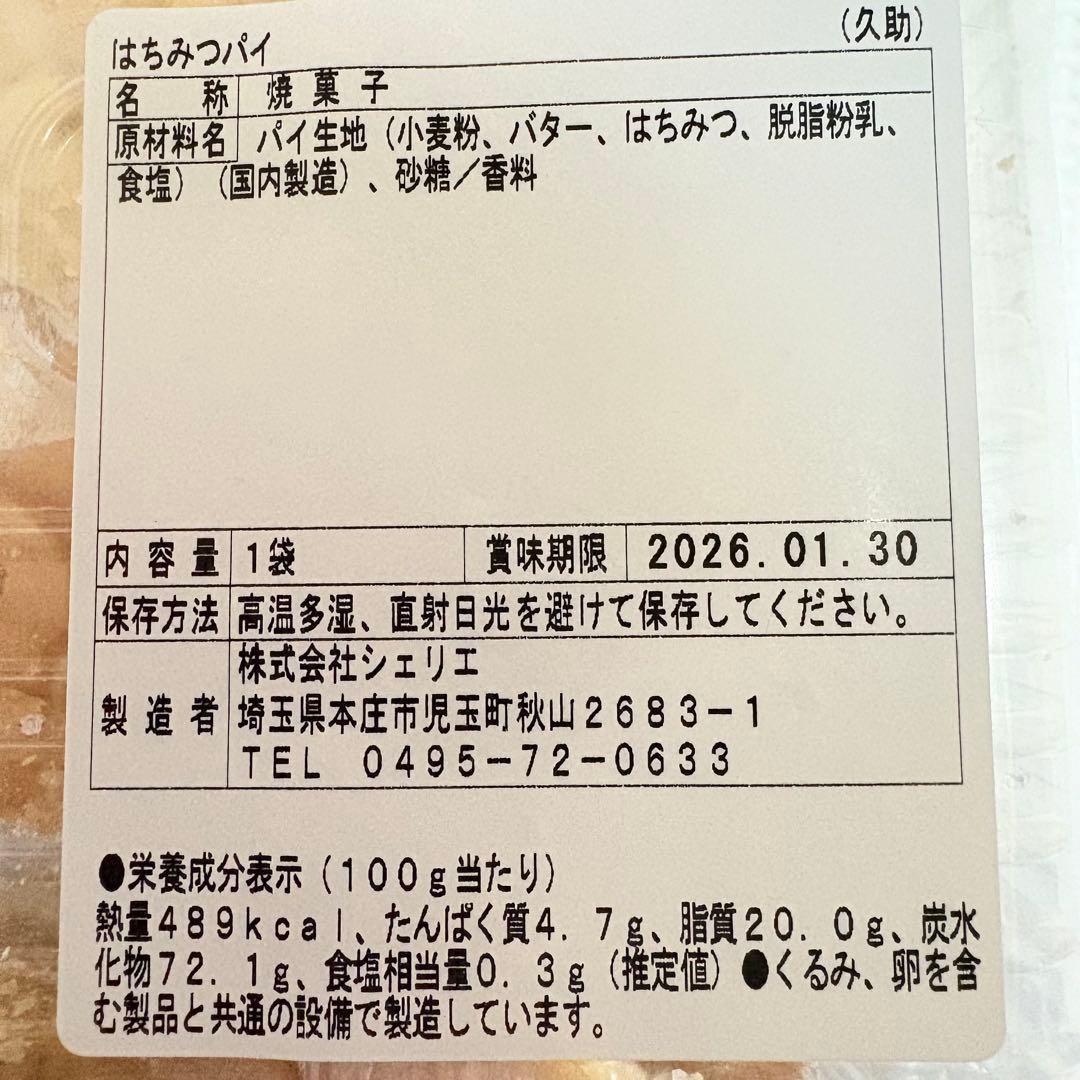 はちみつパイ
（久助）
名　称　焼菓子
原材料名　パイ生地（小麦粉、バター、はちみつ、脱脂粉乳、
食塩）（国内製造）、砂糖／香料
内容量　1袋　賞味期限　2026.01.30
保存方法　高温多湿、直射日光を避けて保存してください。
製造者　株式会社シェリエ
埼玉県本庄市児玉町秋山２６８３－１
ＴＥＬ　０４９５－７２－０６３３
●栄養成分表示（１００ｇ当たり）
熱量４８９ｋｃａｌ、たんぱく質４．７ｇ、脂質２０．０ｇ、炭水
化物７２．１ｇ、食塩相当量０．３ｇ（推定値）●くるみ、卵を含
む製品と共通の設備で製造しています。